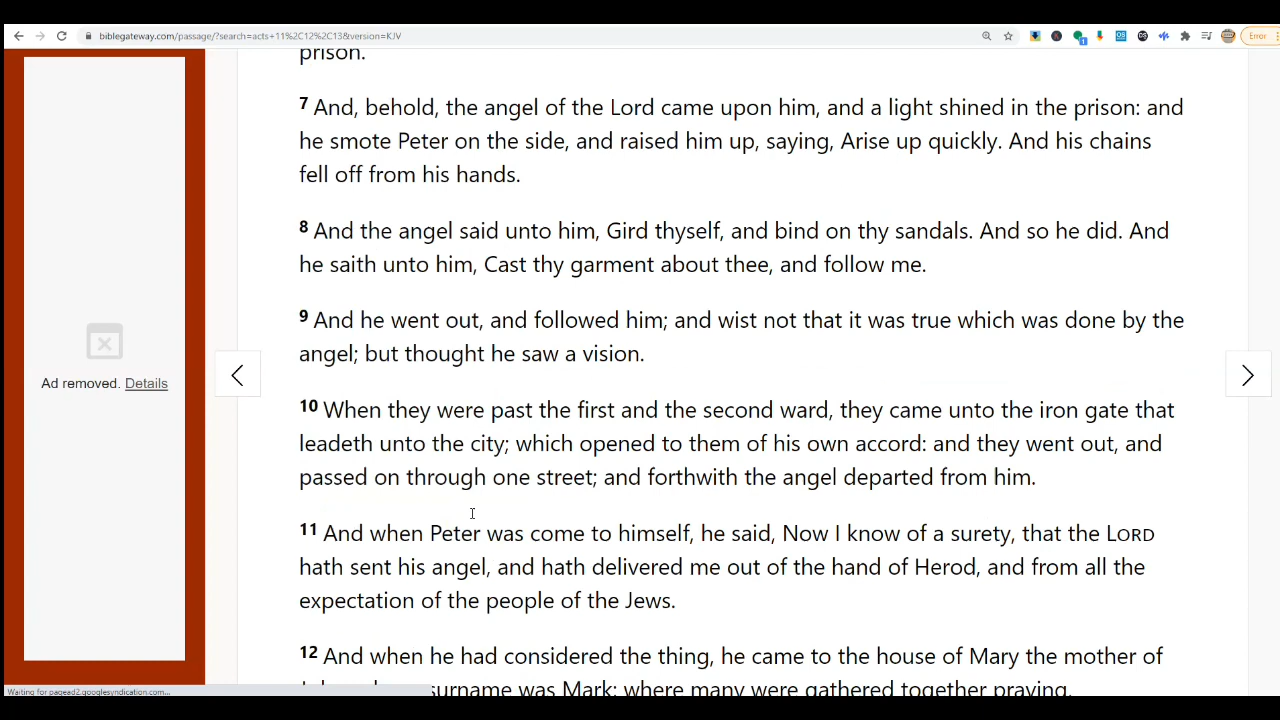 biblegateway.com/passage/?search=acts+11%2C12%2C13&version=KJV
Error
prison.
7 And, behold, the angel of the Lord came upon him, and a light shined in the prison: and
he smote Peter on the side, and raised him up, saying, Arise up quickly. And his chains
fell off from his hands.
8 And the angel said unto him, Gird thyself, and bind on thy sandals. And so he did. And
he saith unto him, Cast thy garment about thee, and follow me.
9 And he went out, and followed him; and wist not that it was true which was done by the
angel; but thought he saw a vision.
Ad removed. Details
10 When they were past the first and the second ward, they came unto the iron gate that
leadeth unto the city; which opened to them of his own accord: and they went out, and
passed on through one street; and forthwith the angel departed from him.
11 And when Peter was come to himself, he said, Now I know of a surety, that the LORD
hath sent his angel, and hath delivered me out of the hand of Herod, and from all the
expectation of the people of the Jews.
12 And when he had considered the thing, he came to the house of Mary the mother of
surname was Mark; where many were gathered together praying.
Waiting for pagead2.googlesyndication.com...